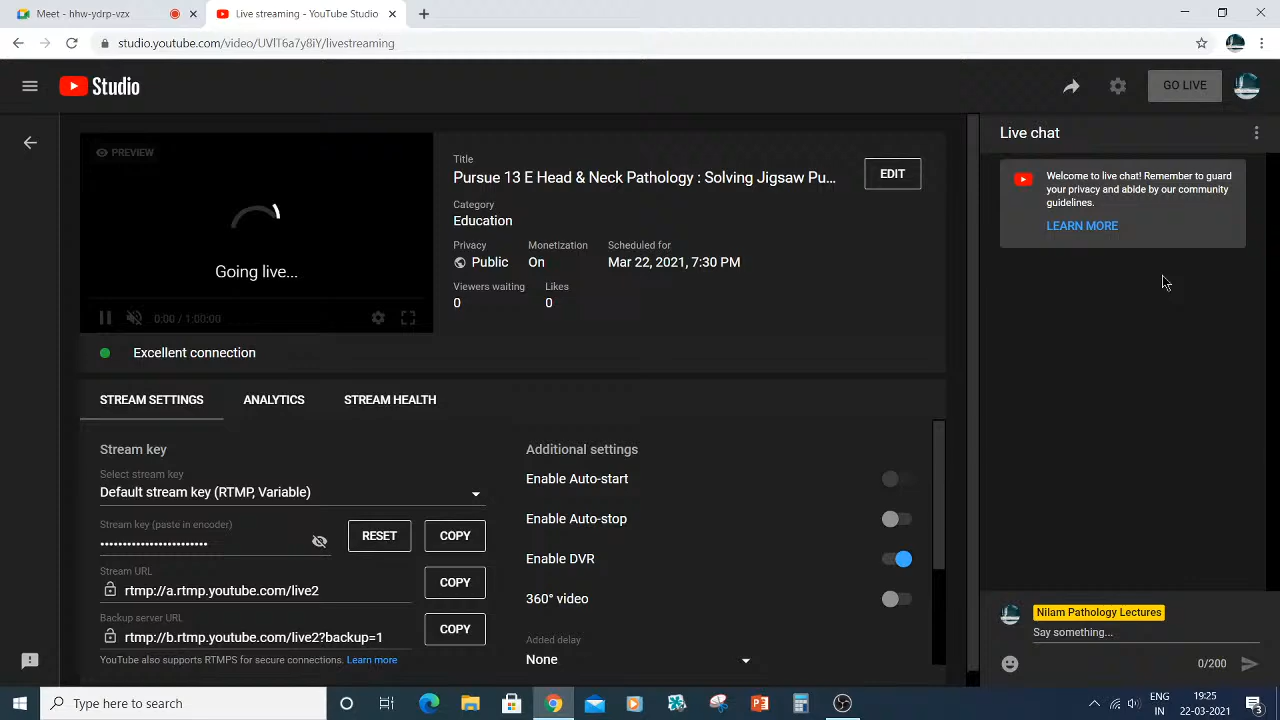 Meet - hhw-ydrp-vzx
Live streaming - YouTube Studio
studio.youtube.com/video/UVlT6a7y8iY/livestreaming
Studio
GO LIVE
PREVIEW
Going live...
0:00 / 1:00:00
Excellent connection
Title
Pursue 13 E Head & Neck Pathology : Solving Jigsaw Pu...
EDIT
Category
Education
Privacy
Monetization
Scheduled for
Public
On
Mar 22, 2021, 7:30 PM
Viewers waiting
Likes
0
0
STREAM SETTINGS
ANALYTICS
STREAM HEALTH
Stream key
Select stream key
Default stream key (RTMP, Variable)
Stream key (paste in encoder)
••••••••••••••••••••••••
RESET
COPY
Stream URL
rtmp://a.rtmp.youtube.com/live2
COPY
Backup server URL
rtmp://b.rtmp.youtube.com/live2?backup=1
COPY
YouTube also supports RTMPS for secure connections. Learn more
Additional settings
Enable Auto-start
Enable Auto-stop
Enable DVR
360° video
Added delay
None
Live chat
Welcome to live chat! Remember to guard
your privacy and abide by our community
guidelines.
LEARN MORE
Nilam Pathology Lectures
Say something...
0/200
Type here to search
ENG
IN
19:25
22-03-2021
3